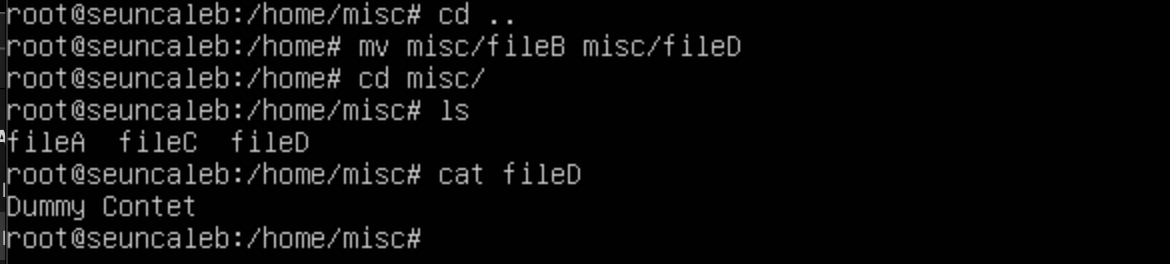 root@seuncaleb:/home/misc# cd ..
root@seuncaleb:/home# mv misc/fileB misc/fileD
root@seuncaleb:/home# cd misc/
root@seuncaleb:/home/misc# ls
fileA  fileC  fileD
root@seuncaleb:/home/misc# cat fileD
Dummy Contet
root@seuncaleb:/home/misc#